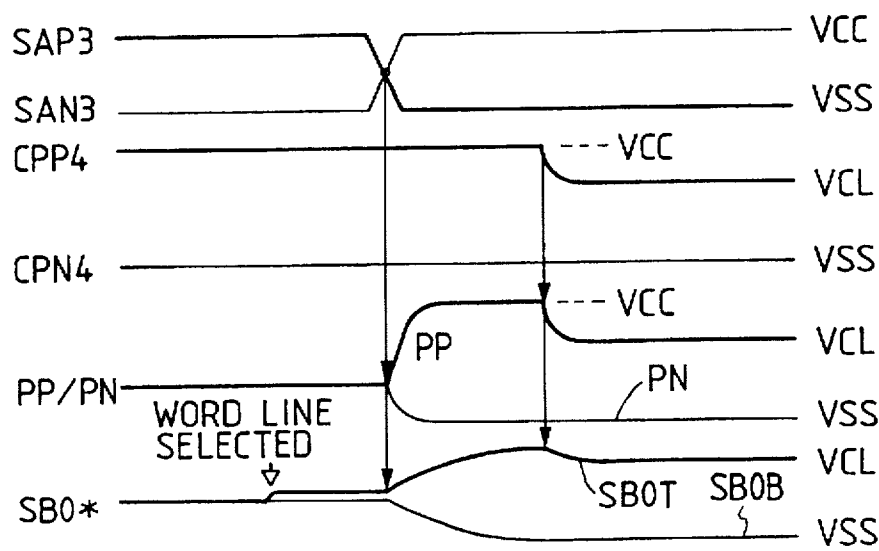 SAP3
VCC
SAN3
VSS
CPP4
--- VCC
VCL
CPN4
VSS
--- VCC
PP
VCL
PP/PN
PN
VSS
WORD LINE
SELECTED
VCL
SB0T
SB0B
SB0*
VSS